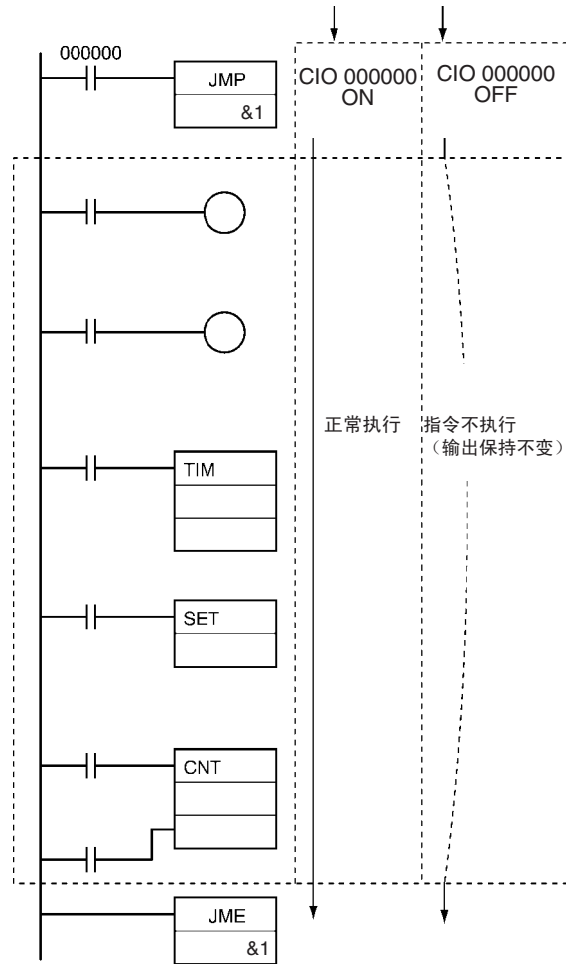 000000
JMP
&1
CIO 000000
ON
CIO 000000
OFF
正常执行
指令不执行
（输出保持不变）
TIM
SET
CNT
JME
&1